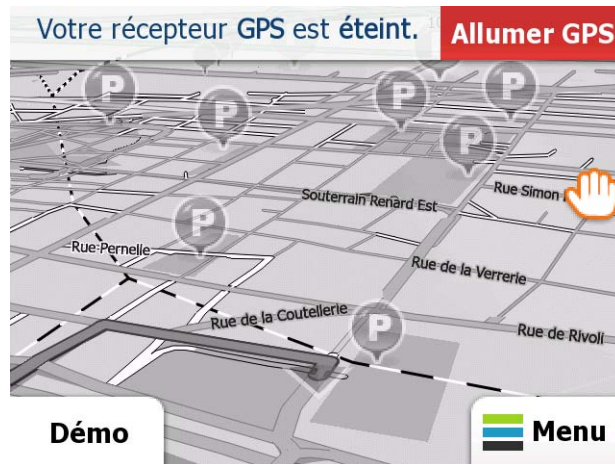 Votre récepteur GPS est éteint.
Allumer GPS
P
P
P
P
P
Souterrain Renard Est
Rue Simon
P
Rue Pernelle
Rue de la Verrerie
Rue de la Coutellerie
P
Rue de Rivoli
Démo
Menu